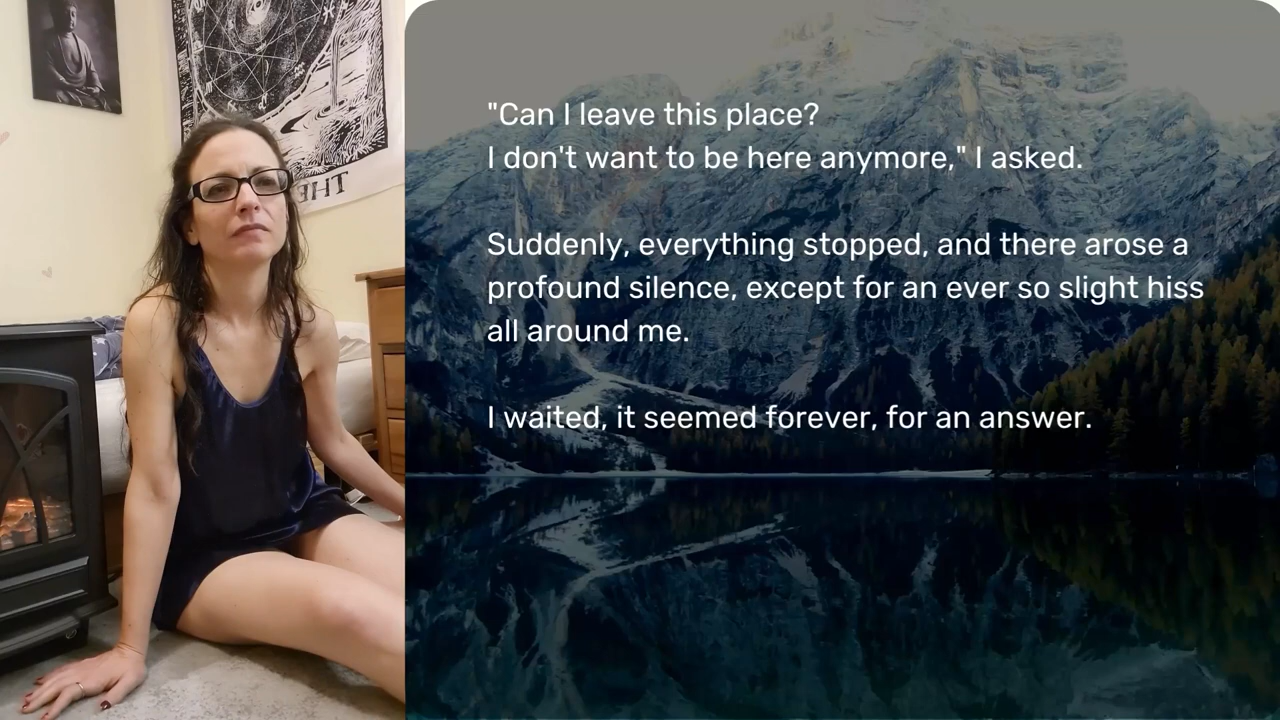 THE
"Can I leave this place?
I don't want to be here anymore," I asked.
Suddenly, everything stopped, and there arose a
profound silence, except for an ever so slight hiss
all around me.
I waited, it seemed forever, for an answer.